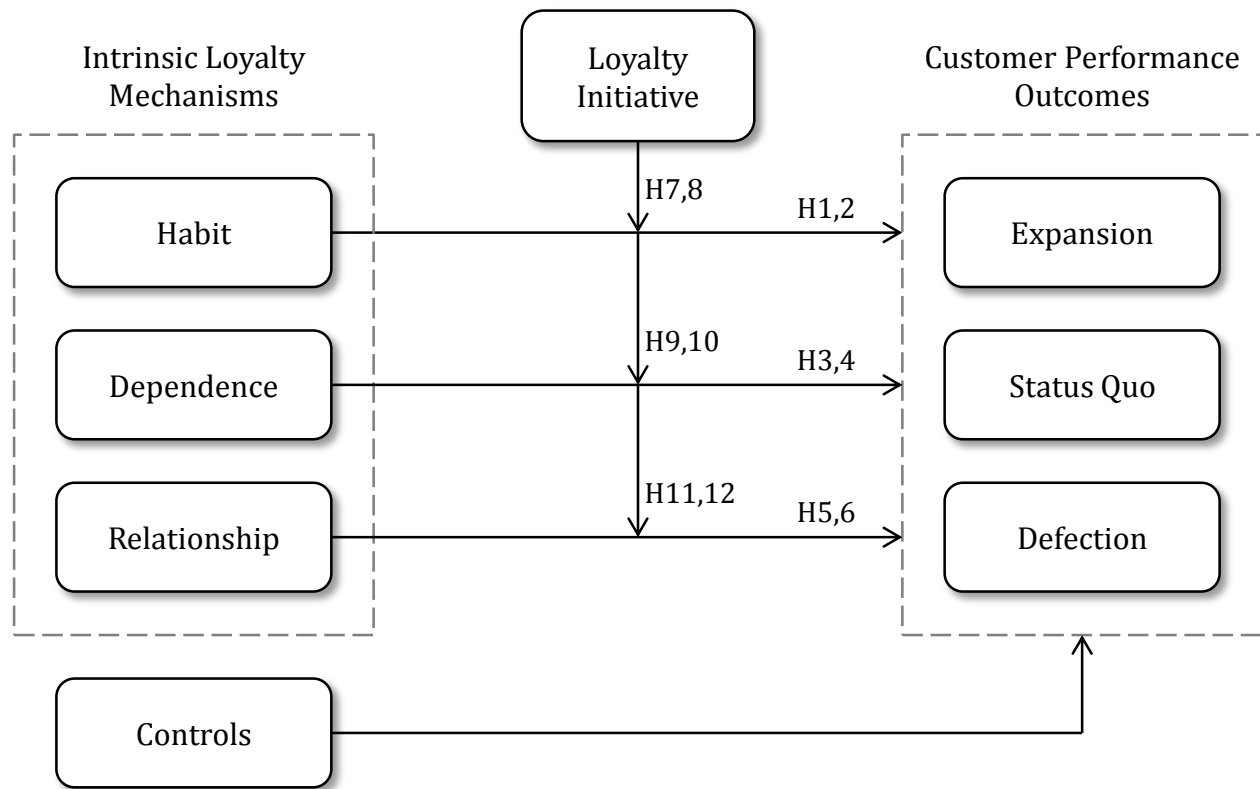 Intrinsic Loyalty
Mechanisms
Loyalty
Initiative
Customer Performance
Outcomes
H7,8
H1,2
Habit
Expansion
H9,10
H3,4
Dependence
Status Quo
H11,12
H5,6
Relationship
Defection
Controls